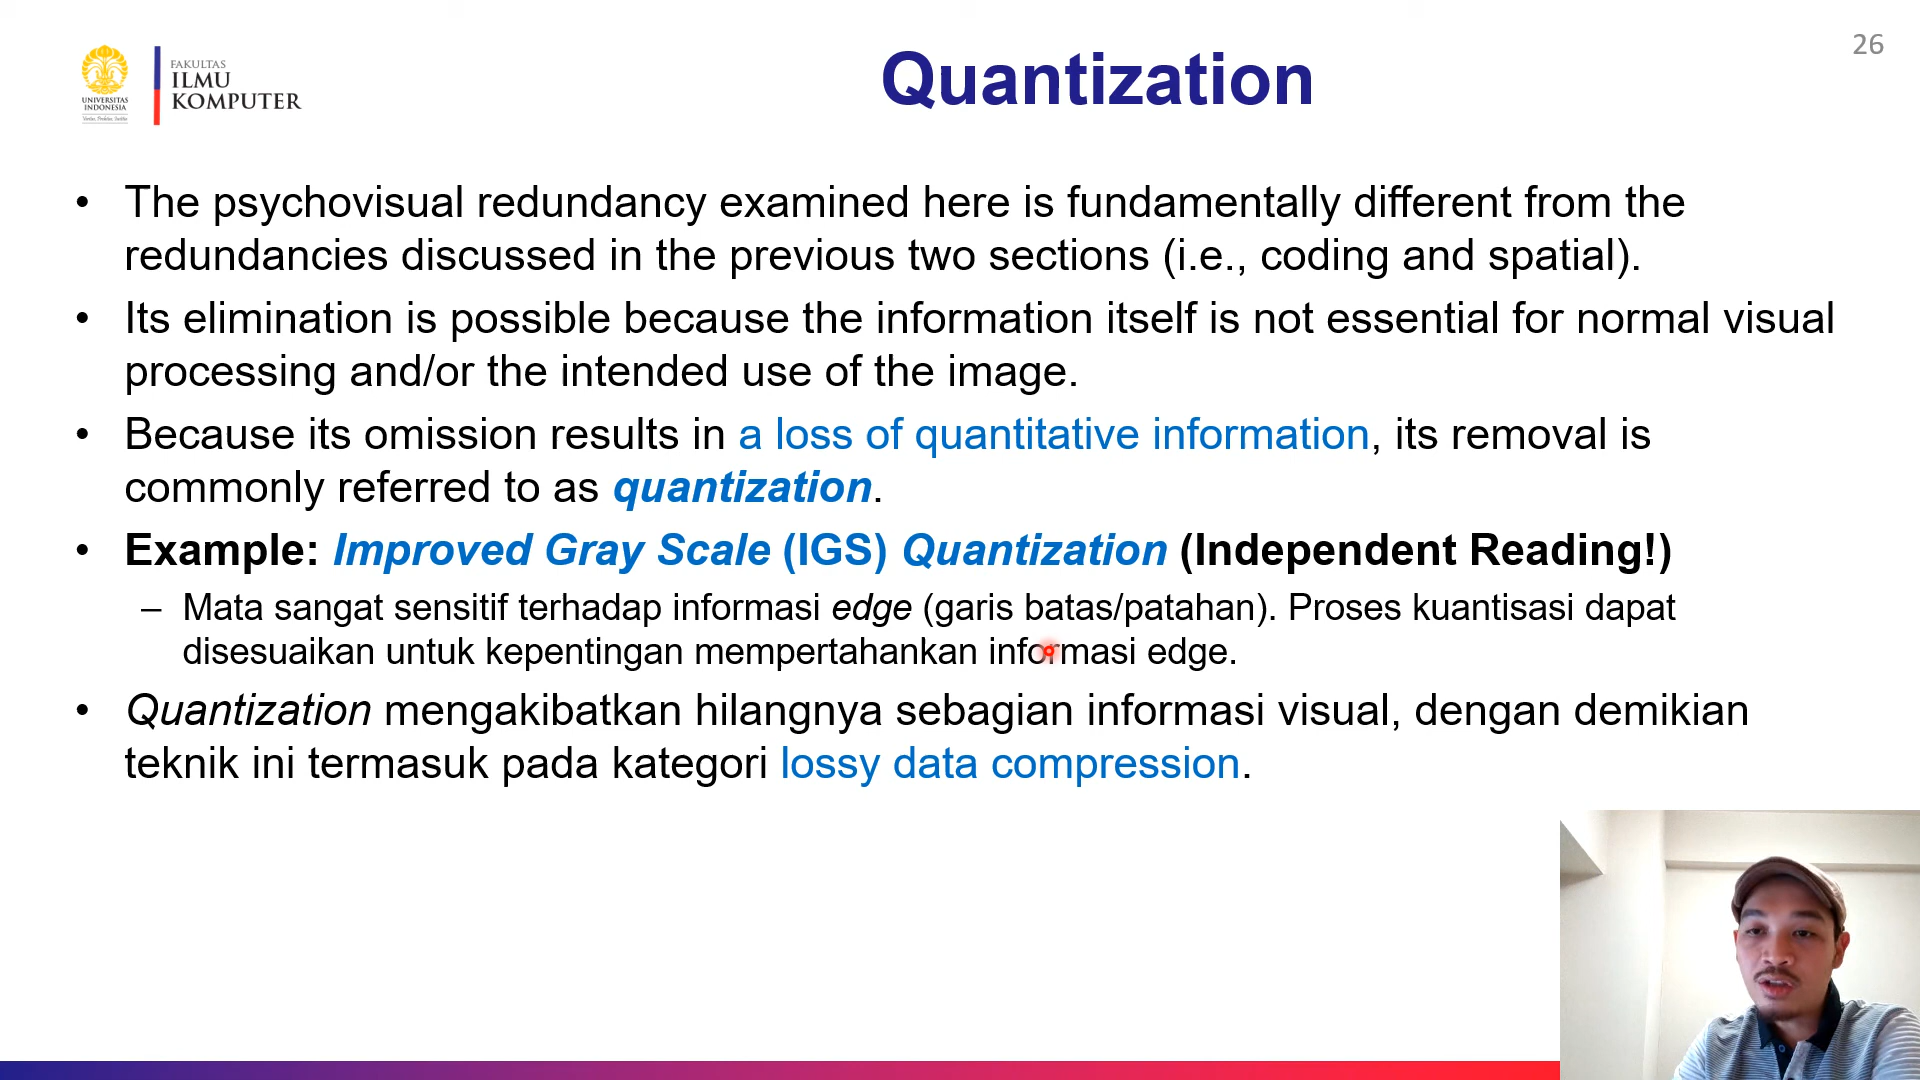 26
Quantization
UNIVERSITAS
INDONESIA
Veritas, Probitas, Iustitia
FAKULTAS
ILMU
KOMPUTER
• The psychovisual redundancy examined here is fundamentally different from the
redundancies discussed in the previous two sections (i.e., coding and spatial).
• Its elimination is possible because the information itself is not essential for normal visual
processing and/or the intended use of the image.
• Because its omission results in a loss of quantitative information, its removal is
commonly referred to as quantization.
• Example: Improved Gray Scale (IGS) Quantization (Independent Reading!)
– Mata sangat sensitif terhadap informasi edge (garis batas/patahan). Proses kuantisasi dapat
disesuaikan untuk kepentingan mempertahankan informasi edge.
• Quantization mengakibatkan hilangnya sebagian informasi visual, dengan demikian
teknik ini termasuk pada kategori lossy data compression.